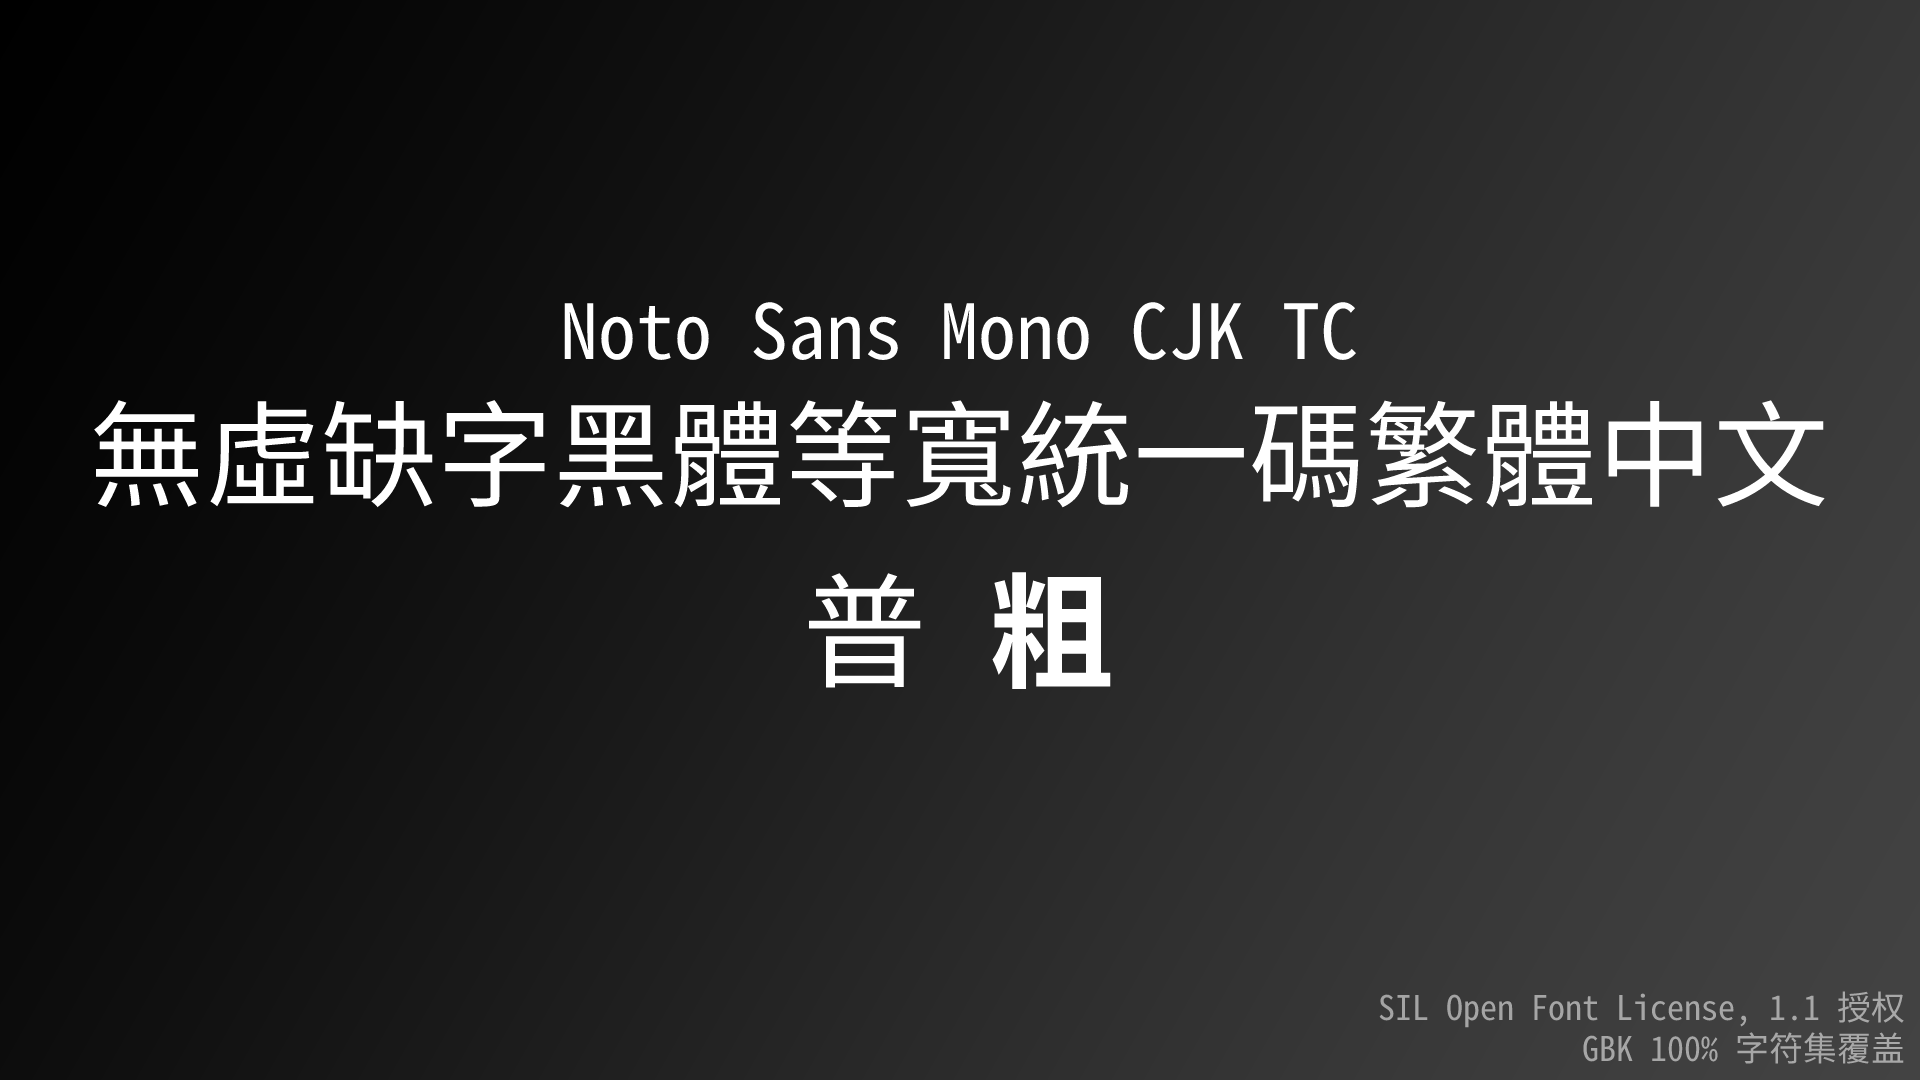 Noto Sans Mono CJK TC
無虛缺字黑體等寬統一碼繁體中文
普 粗
SIL Open Font License, 1.1 授权
GBK 100% 字符集覆盖